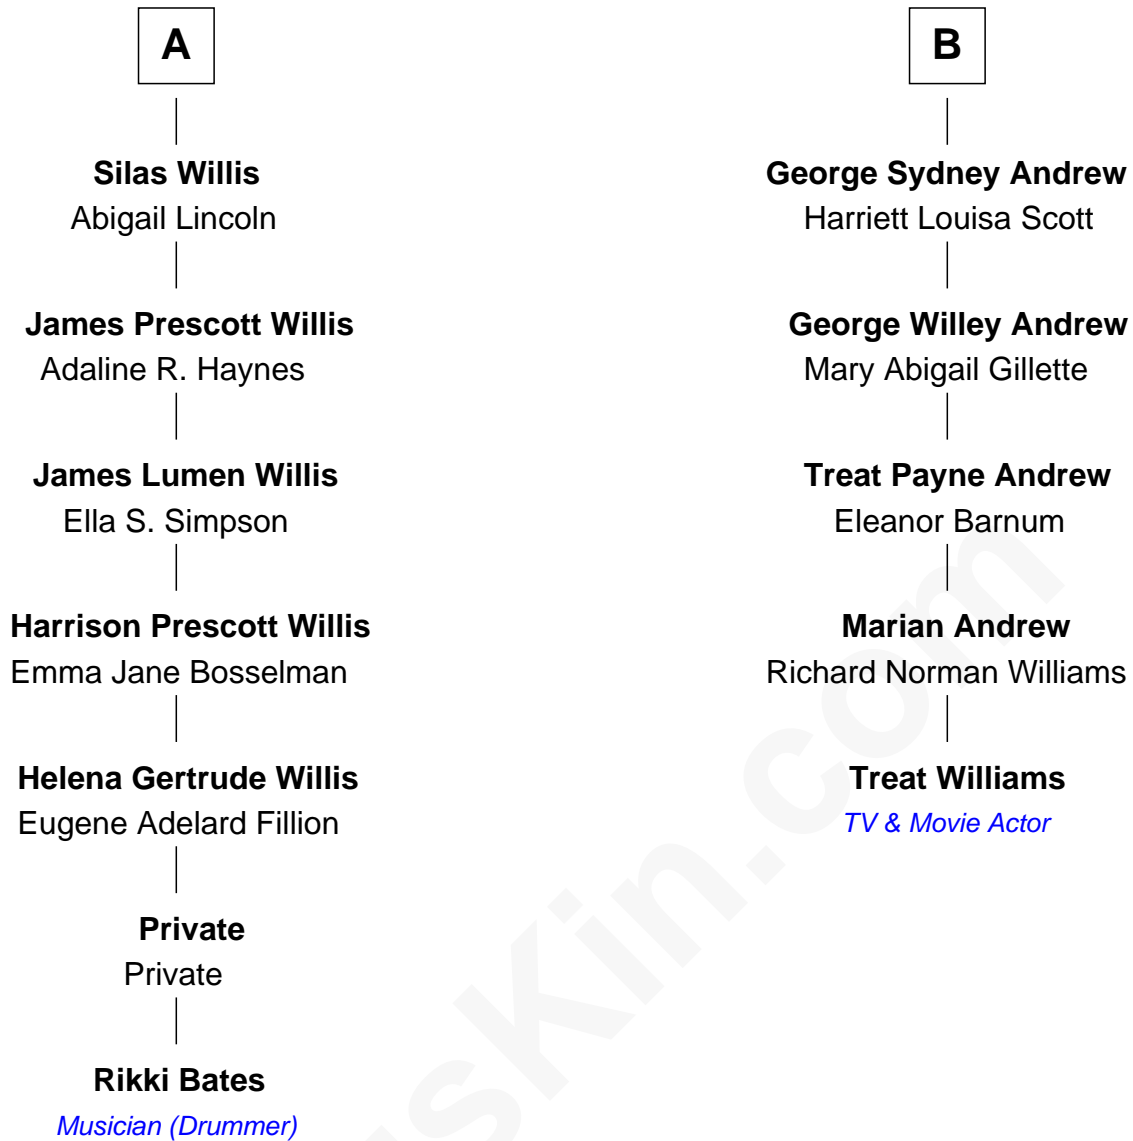 A
Silas Willis
Abigail Lincoln
James Prescott Willis
Adaline R. Haynes
James Lumen Willis
Ella S. Simpson
Harrison Prescott Willis
Emma Jane Bosselman
Helena Gertrude Willis
Eugene Adelard Fillion
Private
Private
Rikki Bates
Musician (Drummer)
B
George Sydney Andrew
Harriett Louisa Scott
George Willey Andrew
Mary Abigail Gillette
Treat Payne Andrew
Eleanor Barnum
Marian Andrew
Richard Norman Williams
Treat Williams
TV & Movie Actor
usKin.com